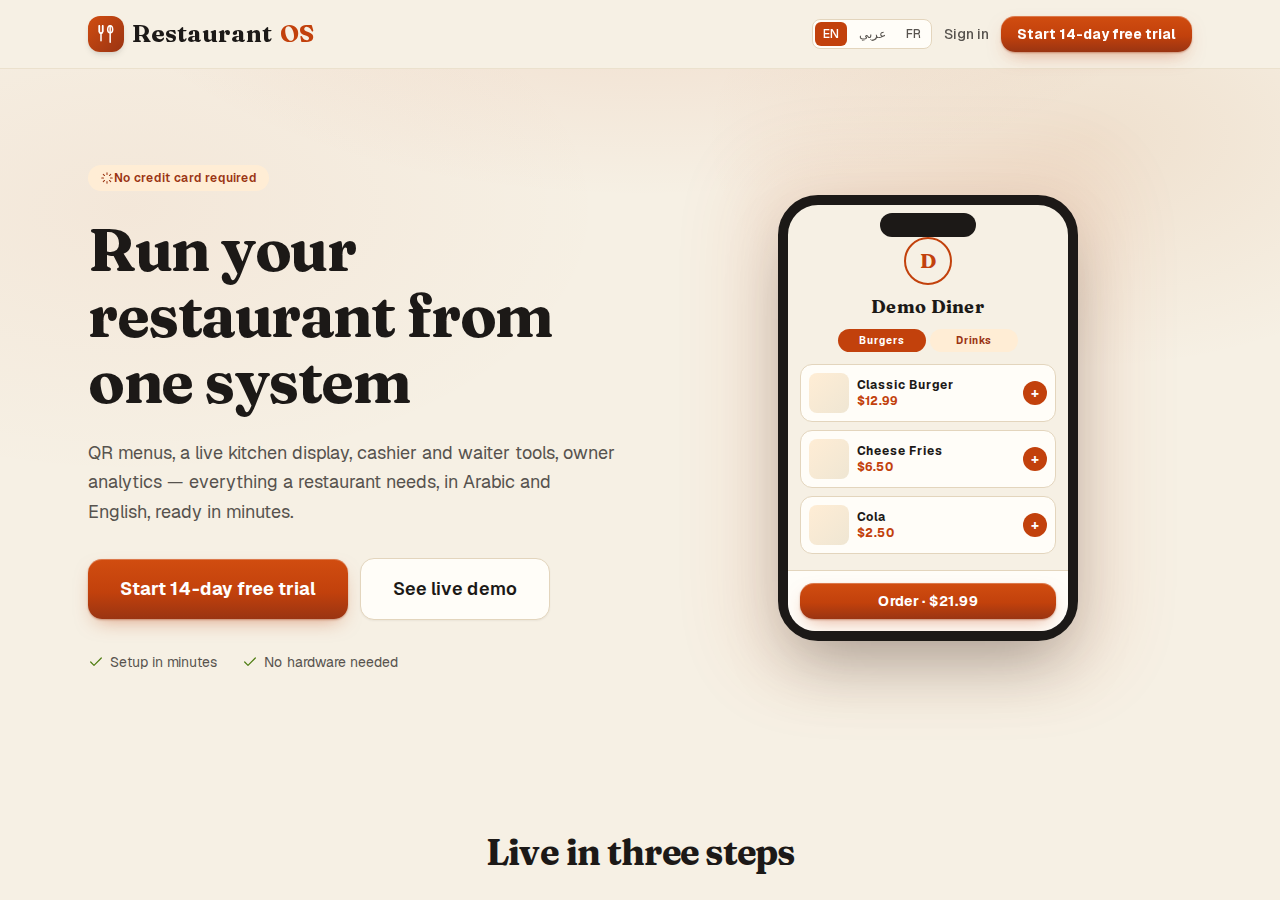 Restaurant OS
EN عربي FR Sign in Start 14-day free trial
No credit card required
Run your
restaurant from
one system
QR menus, a live kitchen display, cashier and waiter tools, owner
analytics — everything a restaurant needs, in Arabic and
English, ready in minutes.
Start 14-day free trial See live demo
Setup in minutes No hardware needed
D
Demo Diner
Burgers Drinks
Classic Burger
$12.99
+
Cheese Fries
$6.50
+
Cola
$2.50
+
Order · $21.99
Live in three steps